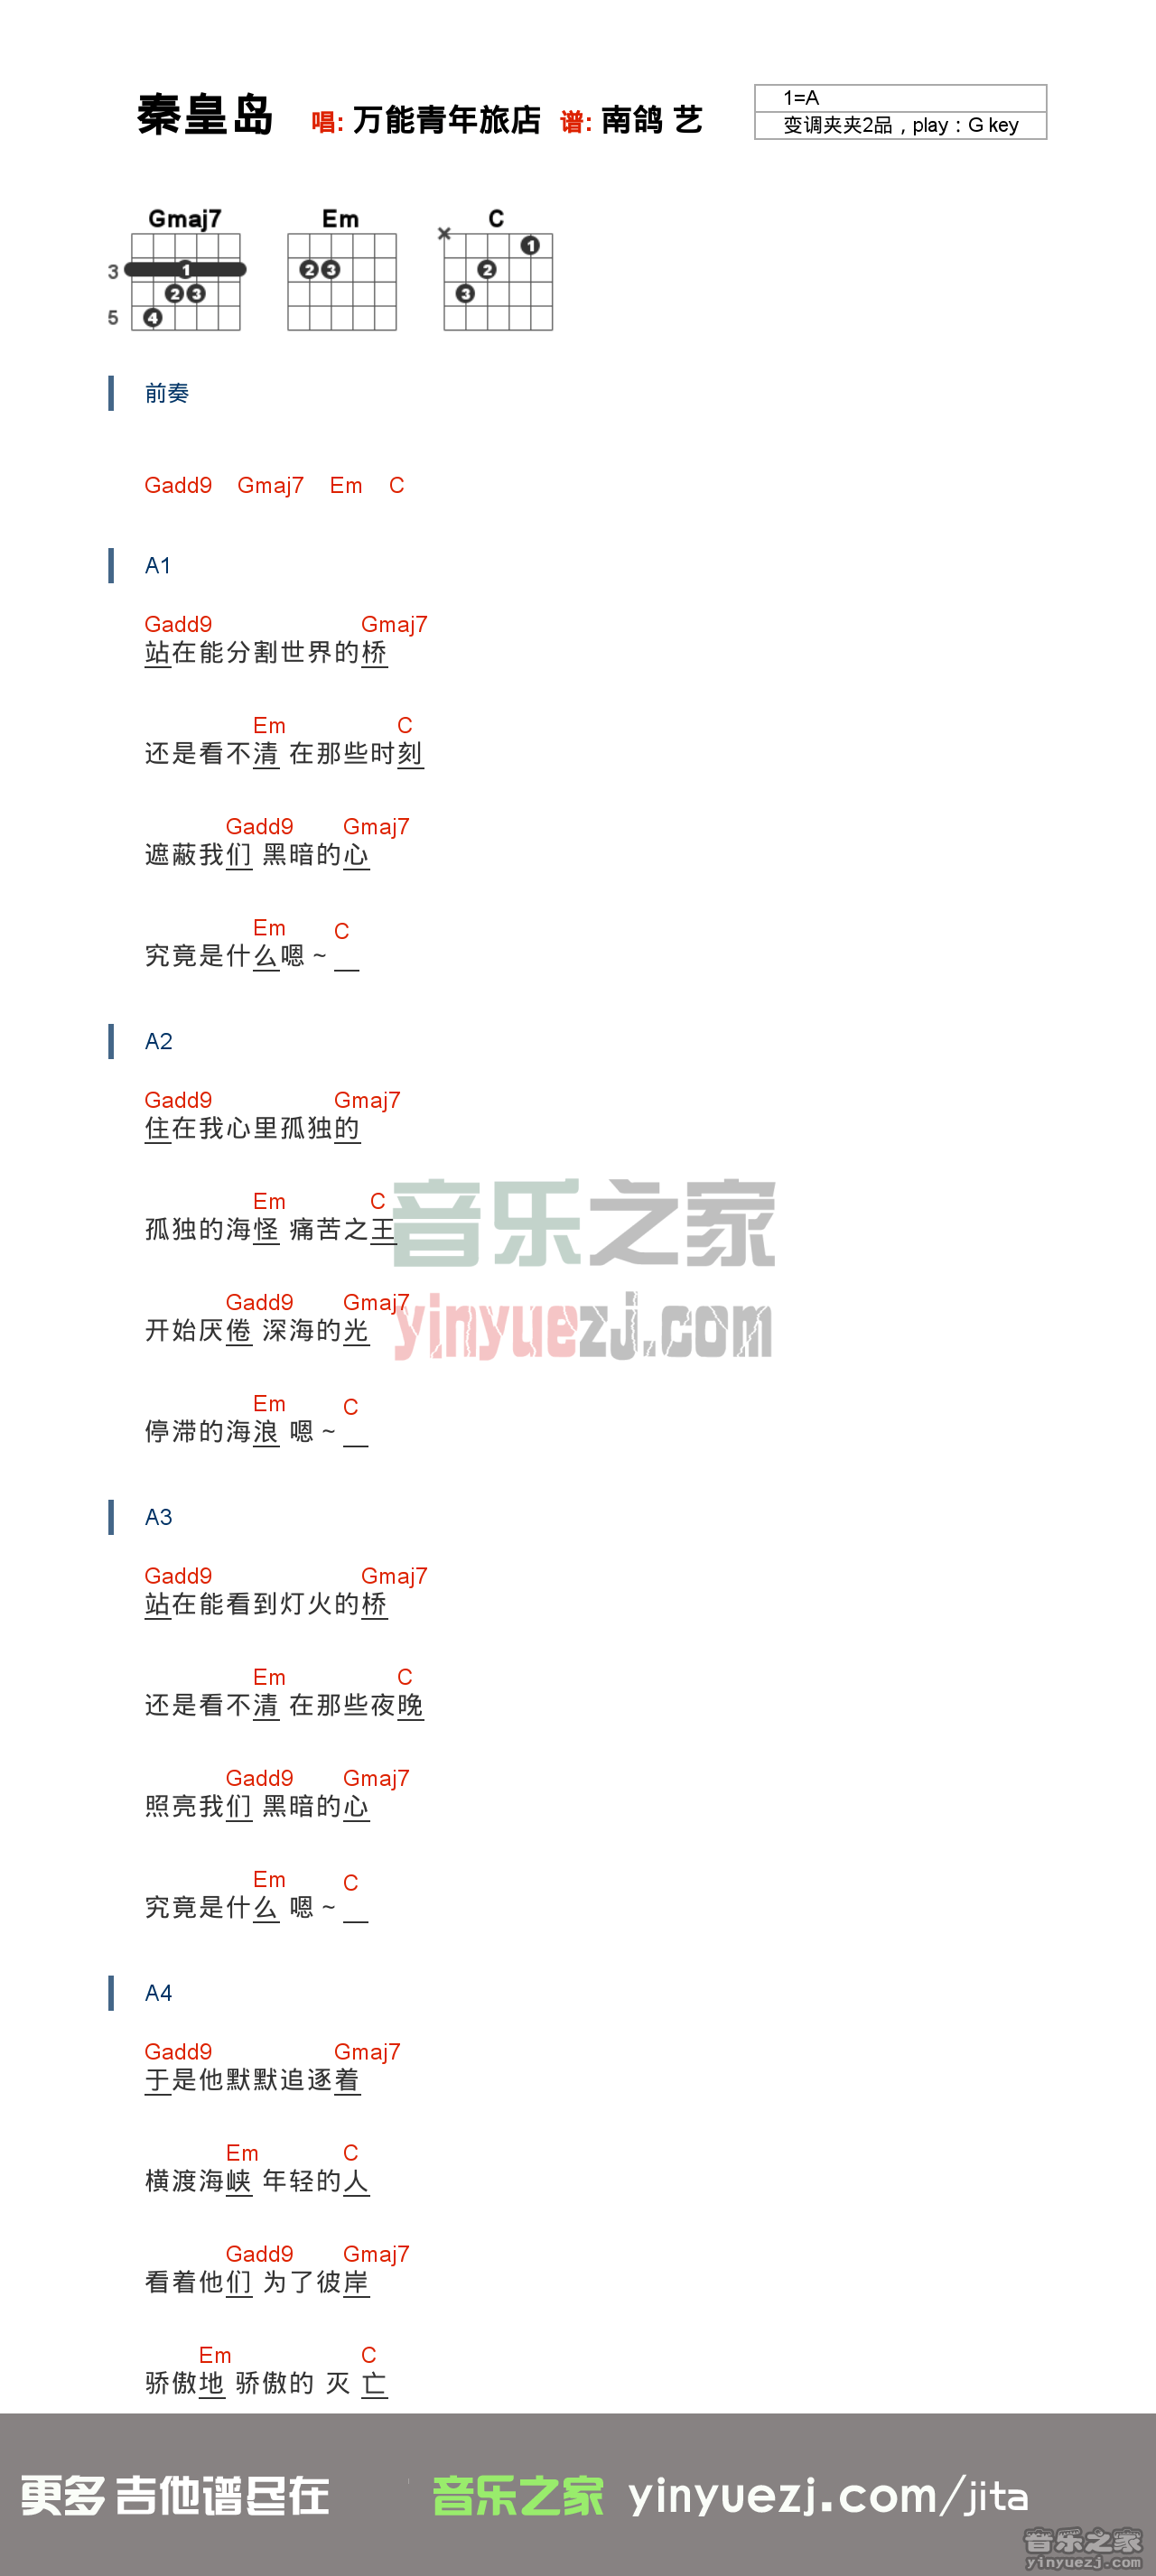 秦皇岛 唱: 万能青年旅店 谱: 南鸽 艺
1=A
变调夹夹2品，play：G key
Gmaj7 Em C
3 1 2 3 4 5
2 3
× 1 2 3
前奏
Gadd9 Gmaj7 Em C
A1
Gadd9 Gmaj7
站在能分割世界的桥
Em C
还是看不清 在那些时刻
Gadd9 Gmaj7
遮蔽我们 黑暗的心
Em C
究竟是什么嗯~
A2
Gadd9 Gmaj7
住在我心里孤独的
Em C
孤独的海怪 痛苦之王
Gadd9 Gmaj7
开始厌倦 深海的光
Em C
停滞的海浪 嗯~
音乐之家
yinyuezj.com
A3
Gadd9 Gmaj7
站在能看到灯火的桥
Em C
还是看不清 在那些夜晚
Gadd9 Gmaj7
照亮我们 黑暗的心
Em C
究竟是什么 嗯~
A4
Gadd9 Gmaj7
于是他默默追逐着
Em C
横渡海峡 年轻的人
Gadd9 Gmaj7
看着他们 为了彼岸
Em C
骄傲地 骄傲的 灭 亡
更多 吉他谱尽在 音乐之家 yinyuezj.com/jita
音乐之家
yinyuezj.com